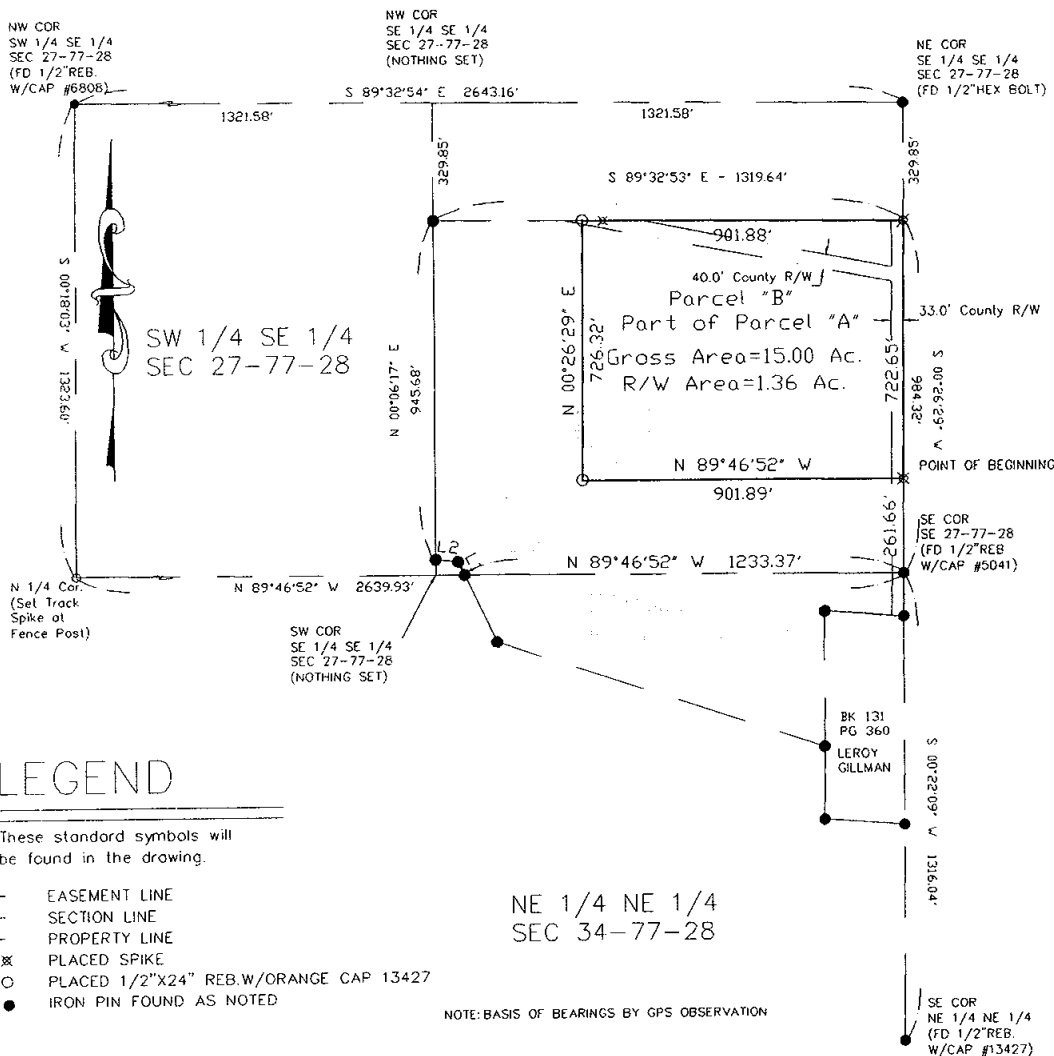 NW COR
SW 1/4 SE 1/4
SEC 27-77-28
(FD 1/2"REB.
W/CAP #6808)
NW COR
SE 1/4 SE 1/4
SEC 27-77-28
(NOTHING SET)
NE COR
SE 1/4 SE 1/4
SEC 27-77-28
(FD 1/2"HEX BOLT)
S 89°32'54" E 2643.16'
1321.58'
1321.58'
329.85'
329.85'
S 89°32'53" E - 1319.64'
901.88'
40.0' County R/W
Parcel "B"
Part of Parcel "A"
Gross Area=15.00 Ac.
R/W Area=1.36 Ac.
33.0' County R/W
S 00°18'03" W 1323.60'
SW 1/4 SE 1/4
SEC 27-77-28
N 00°06'17" E
945.68'
N 00°26'29" E
726.32'
722.65'
984.32'
S 00°26'29" W
N 89°46'52" W
901.89'
POINT OF BEGINNING
261.66'
SE COR
SE 27-77-28
(FD 1/2"REB
W/CAP #5041)
L2
N 89°46'52" W 1233.37'
N 1/4 Cor.
(Set Track
Spike at
Fence Post)
N 89°46'52" W 2639.93'
SW COR
SE 1/4 SE 1/4
SEC 27-77-28
(NOTHING SET)
BK 131
PG 360
LEROY
GILLMAN
S 00°22'09" W 1316.04'
LEGEND
These standard symbols will
be found in the drawing.
EASEMENT LINE
SECTION LINE
PROPERTY LINE
PLACED SPIKE
PLACED 1/2"X24" REB.W/ORANGE CAP 13427
IRON PIN FOUND AS NOTED
NE 1/4 NE 1/4
SEC 34-77-28
NOTE: BASIS OF BEARINGS BY GPS OBSERVATION
SE COR
NE 1/4 NE 1/4
(FD 1/2"REB.
W/CAP #13427)